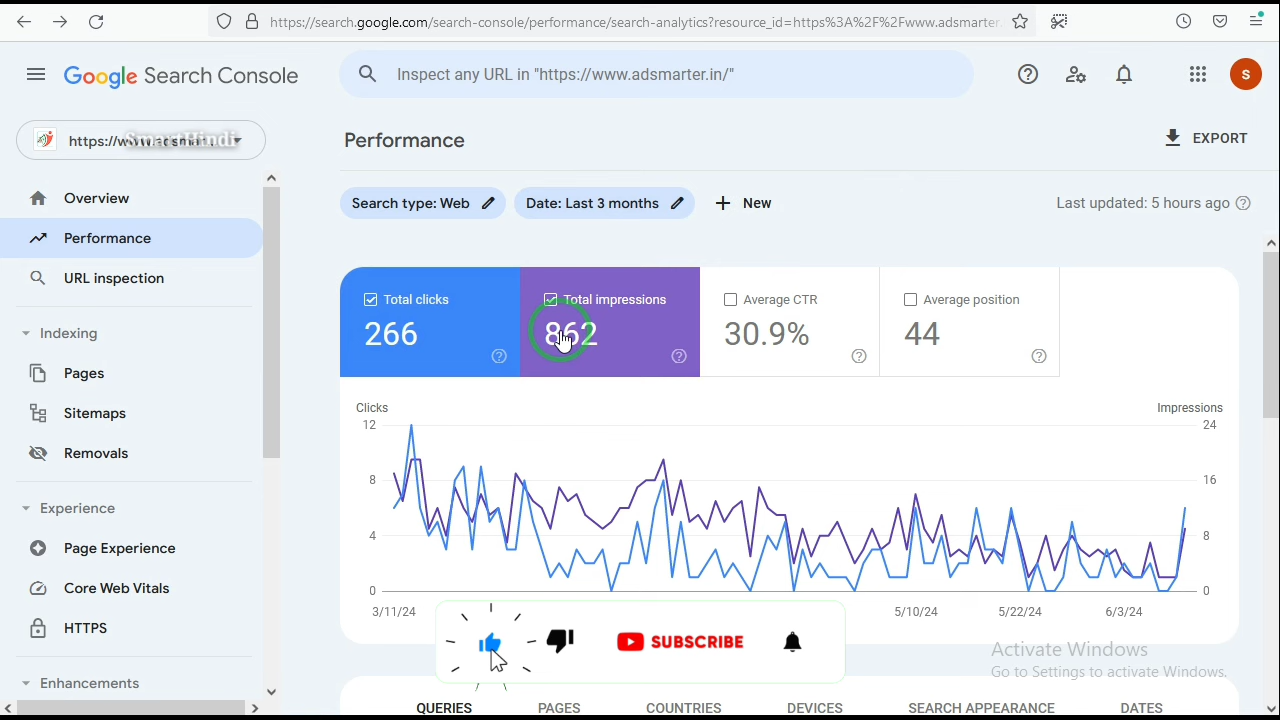 https://search.google.com/search-console/performance/search-analytics?resource_id=https%3A%2F%2Fwww.adsmarter.
Google Search Console
Inspect any URL in "https://www.adsmarter.in/"
S
https://www.adsmar
SmartHindi
Performance
EXPORT
Overview
Search type: Web
Date: Last 3 months
New
Last updated: 5 hours ago
Performance
URL inspection
Total clicks
Total impressions
Average CTR
Average position
266
862
30.9%
44
Indexing
Pages
Sitemaps
Removals
Clicks
Impressions
12
24
8
16
4
8
0
0
3/11/24
5/10/24
5/22/24
6/3/24
Experience
Page Experience
Core Web Vitals
HTTPS
SUBSCRIBE
Activate Windows
Go to Settings to activate Windows.
Enhancements
QUERIES
PAGES
COUNTRIES
DEVICES
SEARCH APPEARANCE
DATES